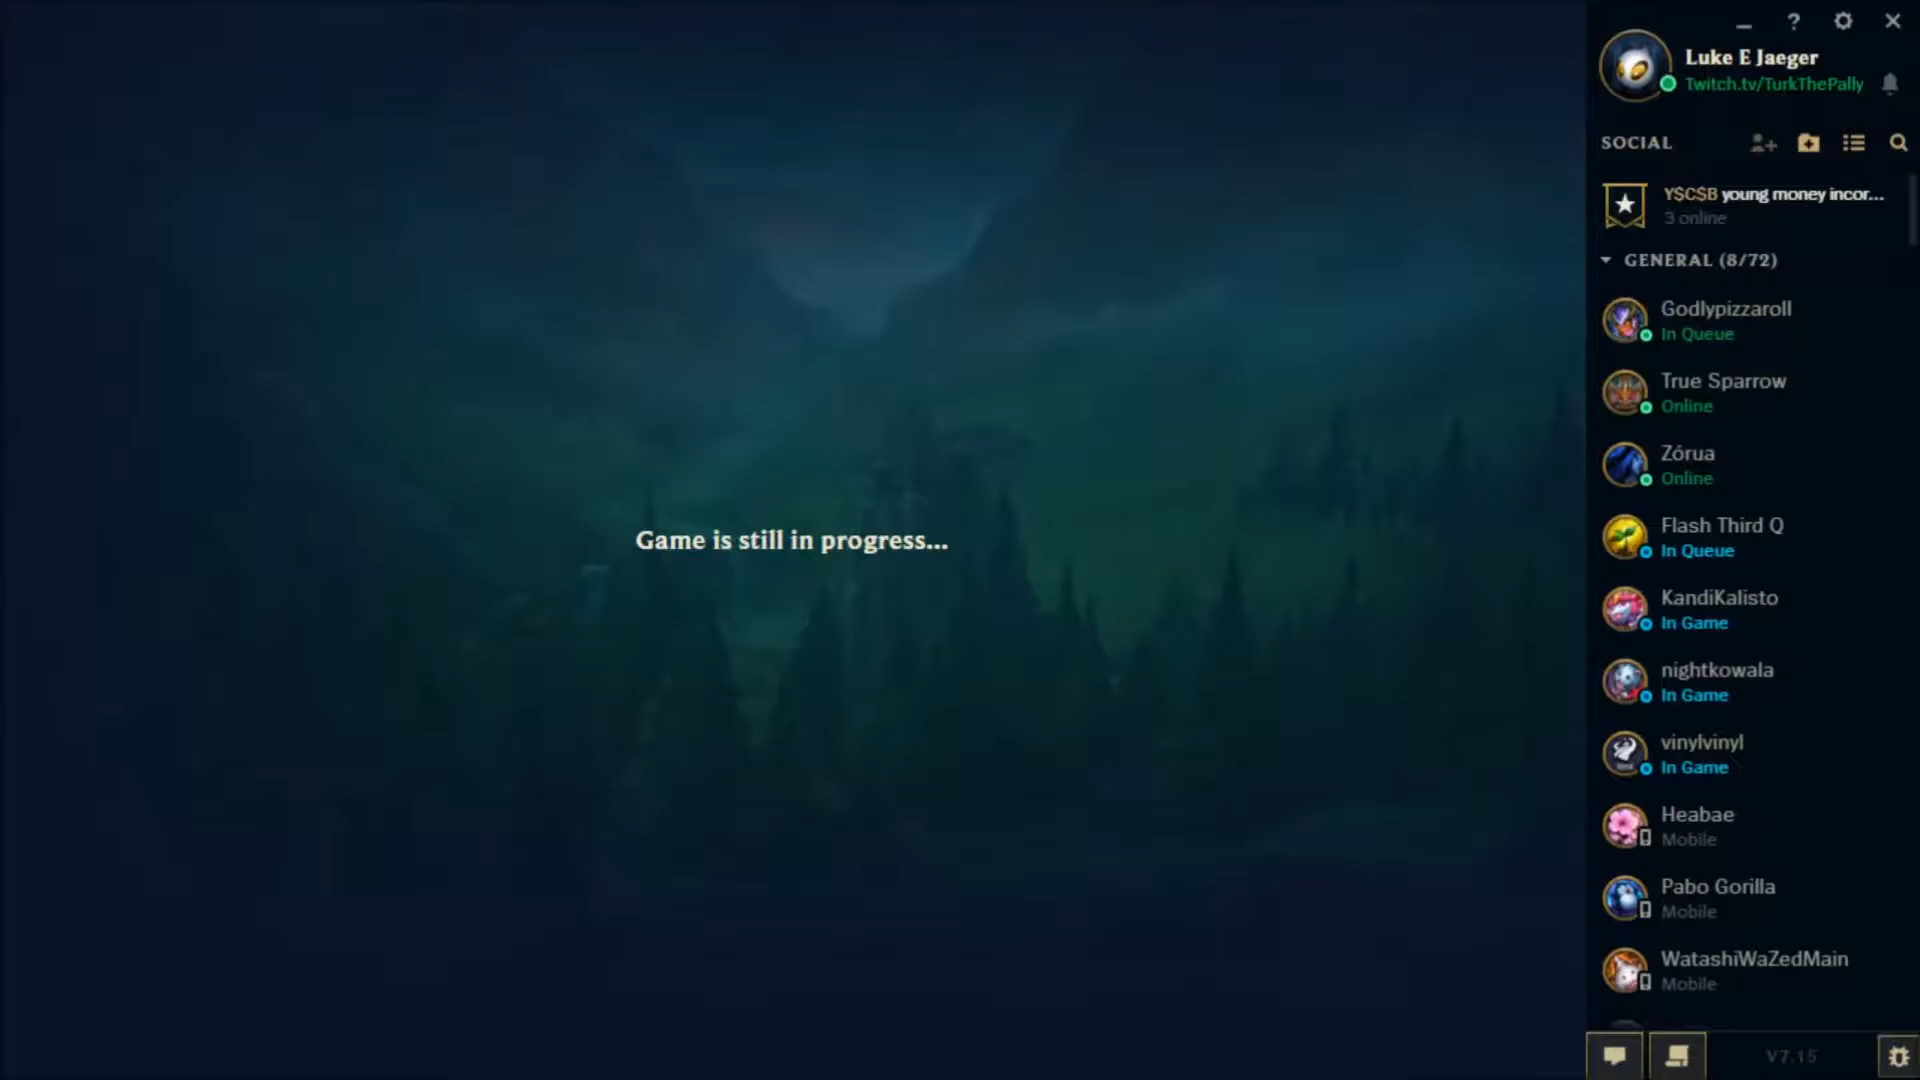 Luke E Jaeger
Twitch.tv/TurkThePally
SOCIAL
Y$C$B young money incor...
3 online
GENERAL (8/72)
Godlypizzaroll
In Queue
True Sparrow
Online
Zórua
Online
Flash Third Q
In Queue
KandiKalisto
In Game
nightkowala
In Game
vinylvinyl
In Game
Heabae
Mobile
Pabo Gorilla
Mobile
WatashiWaZedMain
Mobile
V7.15
Game is still in progress...